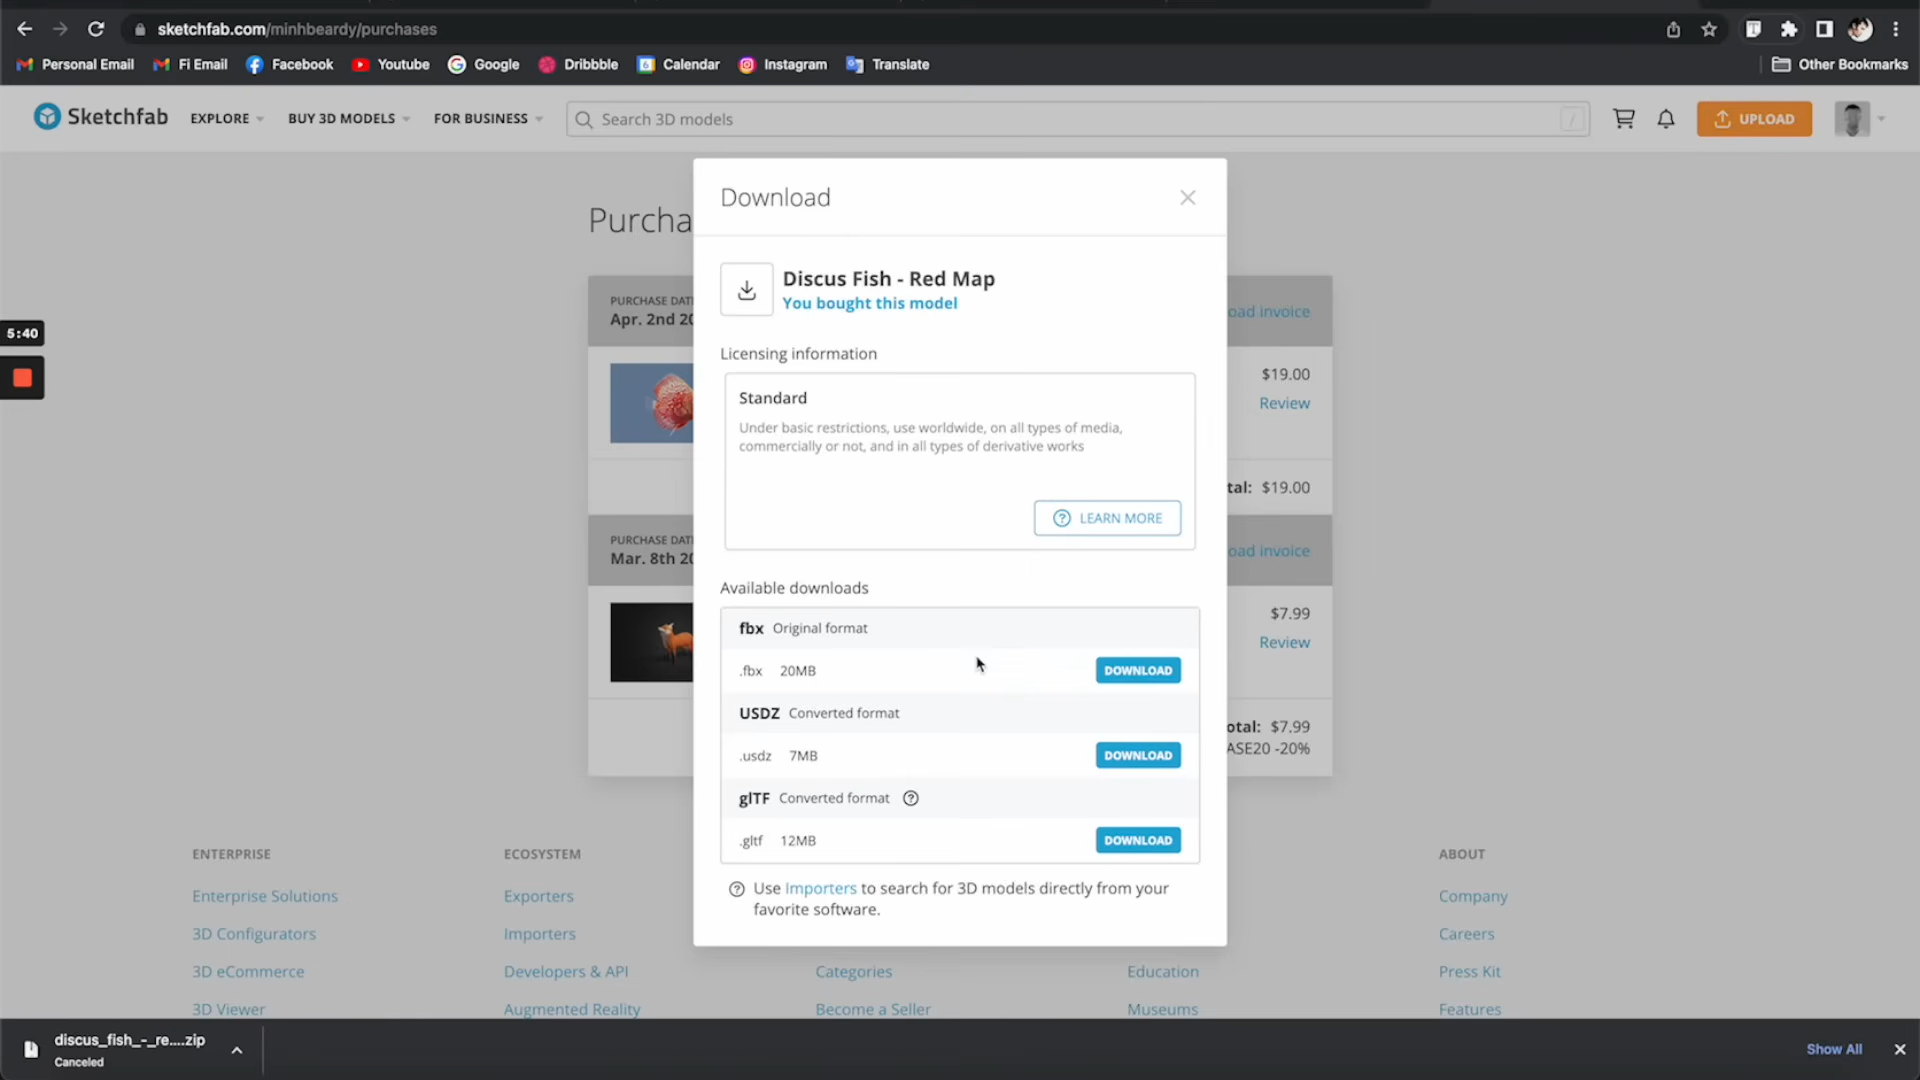 sketchfab.com/minhbeardy/purchases
Personal Email
Fi Email
Facebook
Youtube
Google
Dribbble
6
Calendar
Instagram
Translate
Other Bookmarks
Sketchfab
EXPLORE
BUY 3D MODELS
FOR BUSINESS
Search 3D models
/
UPLOAD
Purcha
Download
Discus Fish - Red Map
You bought this model
Licensing information
Standard
Under basic restrictions, use worldwide, on all types of media,
commercially or not, and in all types of derivative works
? LEARN MORE
Available downloads
fbx Original format
.fbx 20MB DOWNLOAD
USDZ Converted format
.usdz 7MB DOWNLOAD
glTF Converted format ?
.gltf 12MB DOWNLOAD
? Use Importers to search for 3D models directly from your
favorite software.
5:40
PURCHASE DAT
Apr. 2nd 20
oad invoice
$19.00
Review
tal: $19.00
PURCHASE DAT
Mar. 8th 20
oad invoice
$7.99
Review
otal: $7.99
ASE20 -20%
ENTERPRISE
Enterprise Solutions
3D Configurators
3D eCommerce
3D Viewer
ECOSYSTEM
Exporters
Importers
Developers & API
Augmented Reality
Categories
Become a Seller
Education
Museums
ABOUT
Company
Careers
Press Kit
Features
discus_fish_-_re....zip
Canceled
Show All